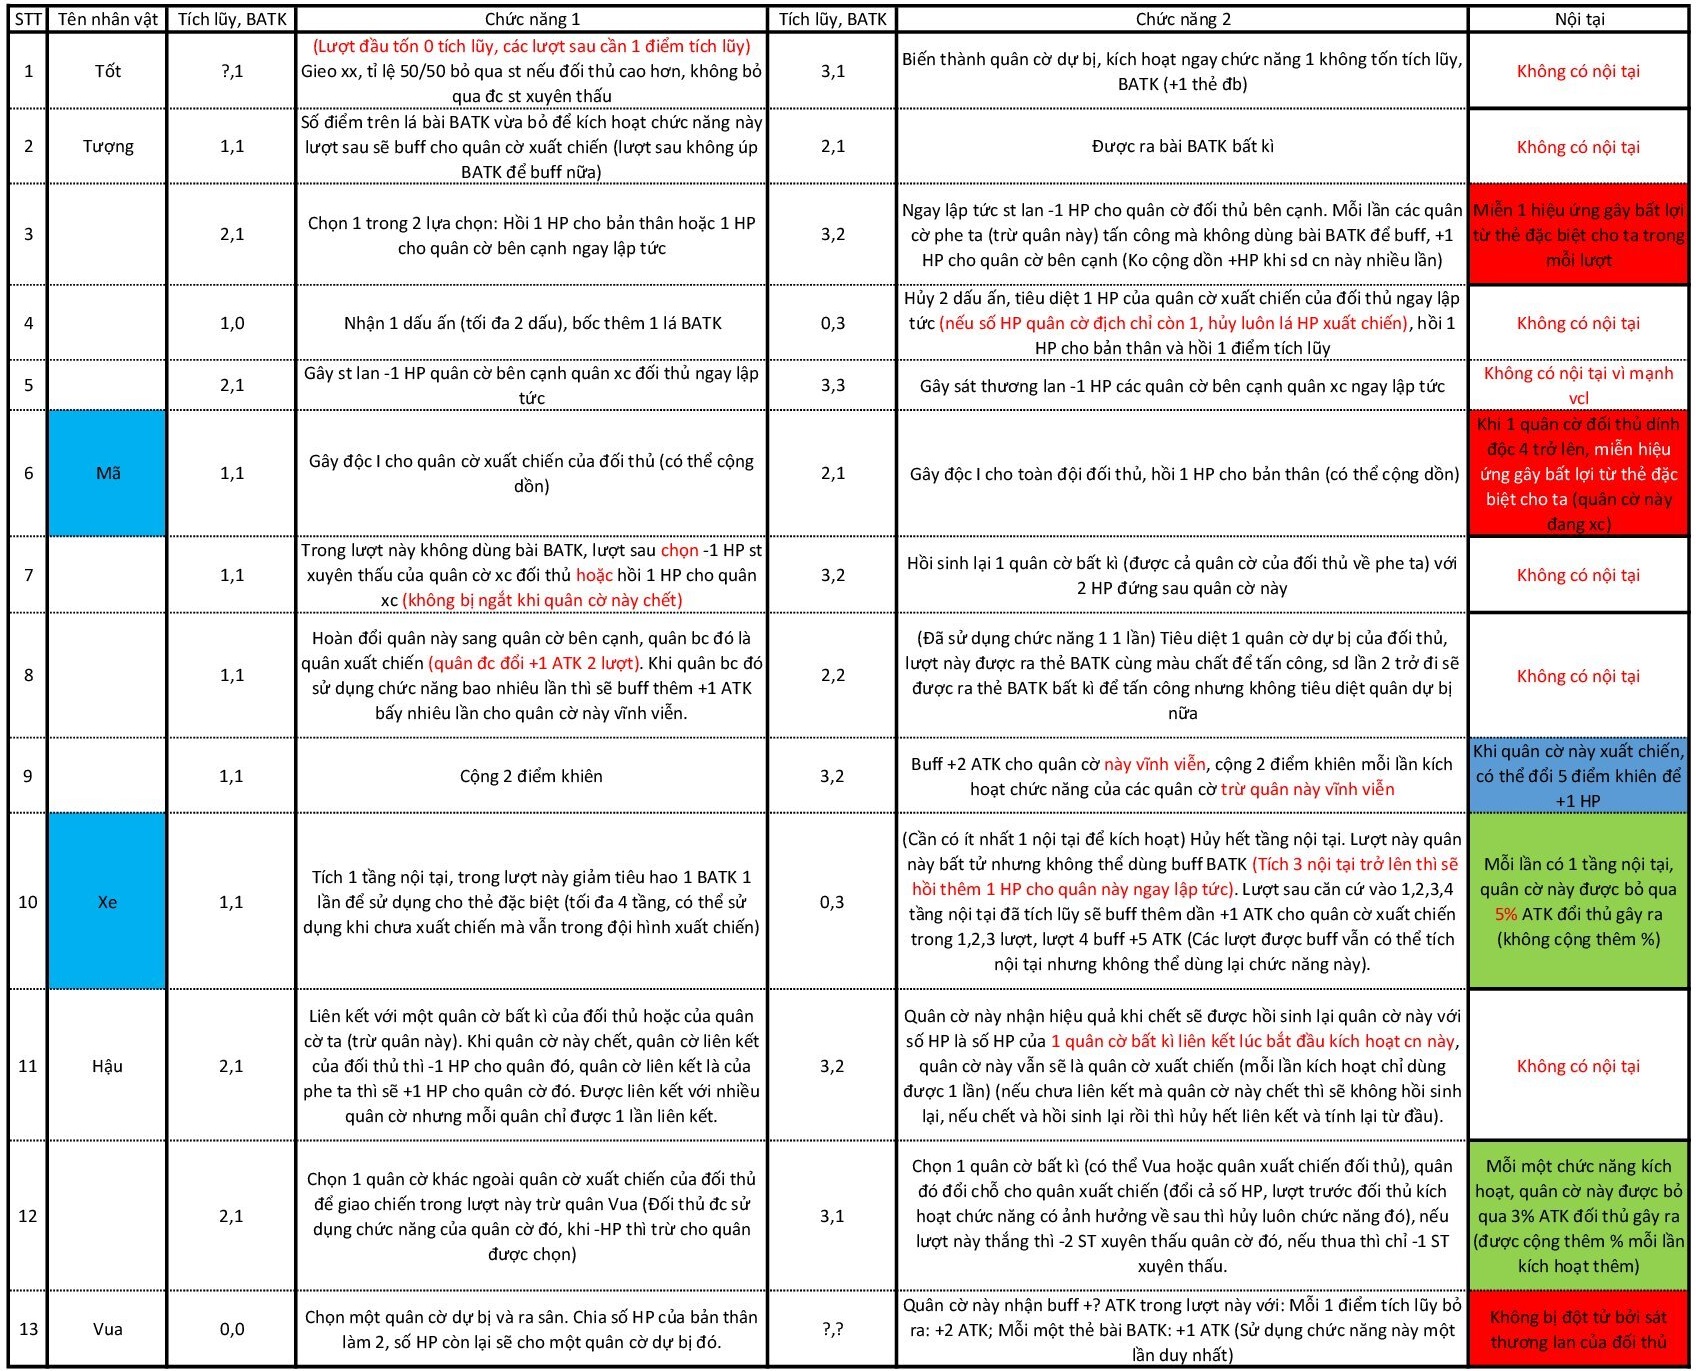 STT Tên nhân vật Tích lũy, BATK Chức năng 1 Tích lũy, BATK Chức năng 2 Nội tại
1
Tốt
?,1
(Lượt đầu tốn 0 tích lũy, các lượt sau cần 1 điểm tích lũy)
Gieo xx, tỉ lệ 50/50 bỏ qua st nếu đối thủ cao hơn, không bỏ
qua đc st xuyên thấu
3,1
Biến thành quân cờ dự bị, kích hoạt ngay chức năng 1 không tốn tích lũy,
BATK (+1 thẻ đb)
Không có nội tại
2
Tượng
1,1
Số điểm trên lá bài BATK vừa bỏ để kích hoạt chức năng này
lượt sau sẽ buff cho quân cờ xuất chiến (lượt sau không úp
BATK để buff nữa)
2,1
Được ra bài BATK bất kì
Không có nội tại
3
2,1
Chọn 1 trong 2 lựa chọn: Hồi 1 HP cho bản thân hoặc 1 HP
cho quân cờ bên cạnh ngay lập tức
3,2
Ngay lập tức st lan -1 HP cho quân cờ đối thủ bên cạnh. Mỗi lần các quân
cờ phe ta (trừ quân này) tấn công mà không dùng bài BATK để buff, +1
HP cho quân cờ bên cạnh (Ko cộng dồn +HP khi sd cn này nhiều lần)
Miễn 1 hiệu ứng gây bất lợi
từ thẻ đặc biệt cho ta trong
mỗi lượt
4
1,0
Nhận 1 dấu ấn (tối đa 2 dấu), bốc thêm 1 lá BATK
0,3
Hủy 2 dấu ấn, tiêu diệt 1 HP của quân cờ xuất chiến của đối thủ ngay lập
tức (nếu số HP quân cờ địch chỉ còn 1, hủy luôn lá HP xuất chiến), hồi 1
HP cho bản thân và hồi 1 điểm tích lũy
Không có nội tại
5
2,1
Gây st lan -1 HP quân cờ bên cạnh quân xc đối thủ ngay lập
tức
3,3
Gây sát thương lan -1 HP các quân cờ bên cạnh quân xc ngay lập tức
Không có nội tại vì mạnh
vcl
6
Mã
1,1
Gây độc I cho quân cờ xuất chiến của đối thủ (có thể cộng
dồn)
2,1
Gây độc I cho toàn đội đối thủ, hồi 1 HP cho bản thân (có thể cộng dồn)
Khi 1 quân cờ đối thủ dính
độc 4 trở lên, miễn hiệu
ứng gây bất lợi từ thẻ đặc
biệt cho ta (quân cờ này
đang xc)
7
1,1
Trong lượt này không dùng bài BATK, lượt sau chọn -1 HP st
xuyên thấu của quân cờ xc đối thủ hoặc hồi 1 HP cho quân
xc (không bị ngắt khi quân cờ này chết)
3,2
Hồi sinh lại 1 quân cờ bất kì (được cả quân cờ của đối thủ về phe ta) với
2 HP đứng sau quân cờ này
Không có nội tại
8
1,1
Hoàn đổi quân này sang quân cờ bên cạnh, quân bc đó là
quân xuất chiến (quân đc đổi +1 ATK 2 lượt). Khi quân bc đó
sử dụng chức năng bao nhiêu lần thì sẽ buff thêm +1 ATK
bấy nhiêu lần cho quân cờ này vĩnh viễn.
2,2
(Đã sử dụng chức năng 1 1 lần) Tiêu diệt 1 quân cờ dự bị của đối thủ,
lượt này được ra thẻ BATK cùng màu chất để tấn công, sd lần 2 trở đi sẽ
được ra thẻ BATK bất kì để tấn công nhưng không tiêu diệt quân dự bị
nữa
Không có nội tại
9
1,1
Cộng 2 điểm khiên
3,2
Buff +2 ATK cho quân cờ này vĩnh viễn, cộng 2 điểm khiên mỗi lần kích
hoạt chức năng của các quân cờ trừ quân này vĩnh viễn
Khi quân cờ này xuất chiến,
có thể đổi 5 điểm khiên để
+1 HP
10
Xe
1,1
Tích 1 tầng nội tại, trong lượt này giảm tiêu hao 1 BATK 1
lần để sử dụng cho thẻ đặc biệt (tối đa 4 tầng, có thể sử
dụng khi chưa xuất chiến mà vẫn trong đội hình xuất chiến)
0,3
(Cần có ít nhất 1 nội tại để kích hoạt) Hủy hết tầng nội tại. Lượt này quân
này bất tử nhưng không thể dùng buff BATK (Tích 3 nội tại trở lên thì sẽ
hồi thêm 1 HP cho quân này ngay lập tức). Lượt sau căn cứ vào 1,2,3,4
tầng nội tại đã tích lũy sẽ buff thêm dần +1 ATK cho quân cờ xuất chiến
trong 1,2,3 lượt, lượt 4 buff +5 ATK (Các lượt được buff vẫn có thể tích
nội tại nhưng không thể dùng lại chức năng này).
Mỗi lần có 1 tầng nội tại,
quân cờ này được bỏ qua
5% ATK đối thủ gây ra
(không cộng thêm %)
11
Hậu
2,1
Liên kết với một quân cờ bất kì của đối thủ hoặc của quân
cờ ta (trừ quân này). Khi quân cờ này chết, quân cờ liên kết
của đối thủ thì -1 HP cho quân đó, quân cờ liên kết là của
phe ta thì sẽ +1 HP cho quân cờ đó. Được liên kết với nhiều
quân cờ nhưng mỗi quân chỉ được 1 lần liên kết.
3,2
Quân cờ này nhận hiệu quả khi chết sẽ được hồi sinh lại quân cờ này với
số HP là số HP của 1 quân cờ bất kì liên kết lúc bắt đầu kích hoạt cn này,
quân cờ này vẫn sẽ là quân cờ xuất chiến (mỗi lần kích hoạt chỉ dùng
được 1 lần) (nếu chưa liên kết mà quân cờ này chết thì sẽ không hồi sinh
lại, nếu chết và hồi sinh lại rồi thì hủy hết liên kết và tính lại từ đầu).
Không có nội tại
12
2,1
Chọn 1 quân cờ khác ngoài quân cờ xuất chiến của đối thủ
để giao chiến trong lượt này trừ quân Vua (Đối thủ đc sử
dụng chức năng của quân cờ đó, khi -HP thì trừ cho quân
được chọn)
3,1
Chọn 1 quân cờ bất kì (có thể Vua hoặc quân xuất chiến đối thủ), quân
đó đổi chỗ cho quân xuất chiến (đổi cả số HP, lượt trước đối thủ kích
hoạt chức năng có ảnh hưởng về sau thì hủy luôn chức năng đó), nếu
lượt này thắng thì -2 ST xuyên thấu quân cờ đó, nếu thua thì chỉ -1 ST
xuyên thấu.
Mỗi một chức năng kích
hoạt, quân cờ này được bỏ
qua 3% ATK đối thủ gây ra
(được cộng thêm % mỗi lần
kích hoạt thêm)
13
Vua
0,0
Chọn một quân cờ dự bị và ra sân. Chia số HP của bản thân
làm 2, số HP còn lại sẽ cho một quân cờ dự bị đó.
?,?
Quân cờ này nhận buff +? ATK trong lượt này với: Mỗi 1 điểm tích lũy bỏ
ra: +2 ATK; Mỗi một thẻ bài BATK: +1 ATK (Sử dụng chức năng này một
lần duy nhất)
Không bị đột tử bởi sát
thương lan của đối thủ